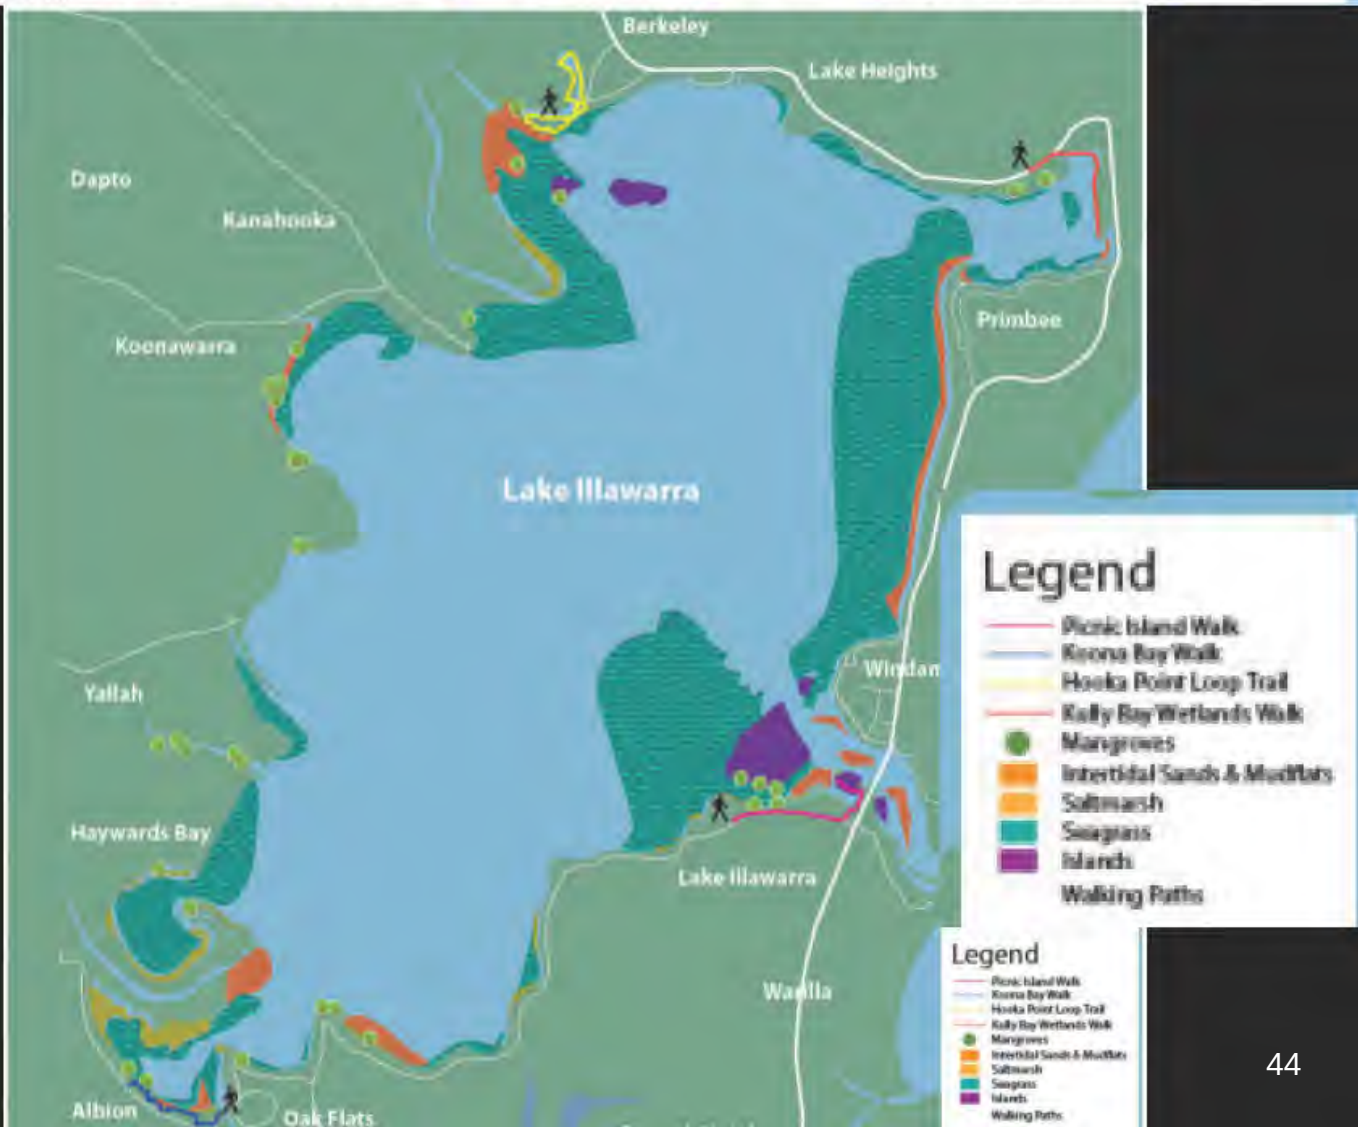 Berkeley
Lake Heights
Dapto
Kanahooka
Koonawarra
Primbee
Lake Illawarra
Windan
Yallah
Haywards Bay
Lake Illawarra
Warilla
Albion
Oak Flats
Legend
Picnic Island Walk
Koona Bay Walk
Hooka Point Loop Trail
Kully Bay Wetlands Walk
Mangroves
Intertidal Sands & Mudflats
Saltmarsh
Seagrass
Islands
Walking Paths
Legend
Picnic Island Walk
Koona Bay Walk
Hooka Point Loop Trail
Kully Bay Wetlands Walk
Mangroves
Intertidal Sands & Mudflats
Saltmarsh
Seagrass
Islands
Walking Paths
44